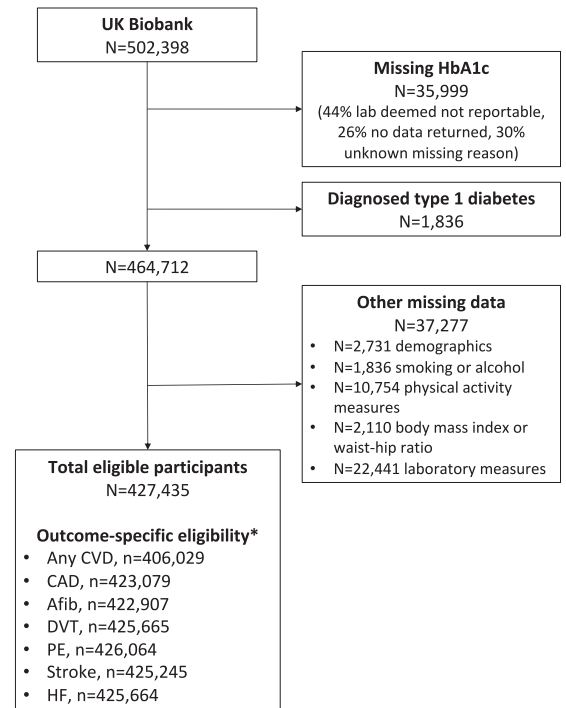 UK Biobank
N=502,398
Missing HbA1c
N=35,999
(44% lab deemed not reportable,
26% no data returned, 30%
unknown missing reason)
Diagnosed type 1 diabetes
N=1,836
N=464,712
Other missing data
N=37,277
• N=2,731 demographics
• N=1,836 smoking or alcohol
• N=10,754 physical activity
measures
• N=2,110 body mass index or
waist-hip ratio
• N=22,441 laboratory measures
Total eligible participants
N=427,435
Outcome-specific eligibility*
• Any CVD, n=406,029
• CAD, n=423,079
• Afib, n=422,907
• DVT, n=425,665
• PE, n=426,064
• Stroke, n=425,245
• HF, n=425,664